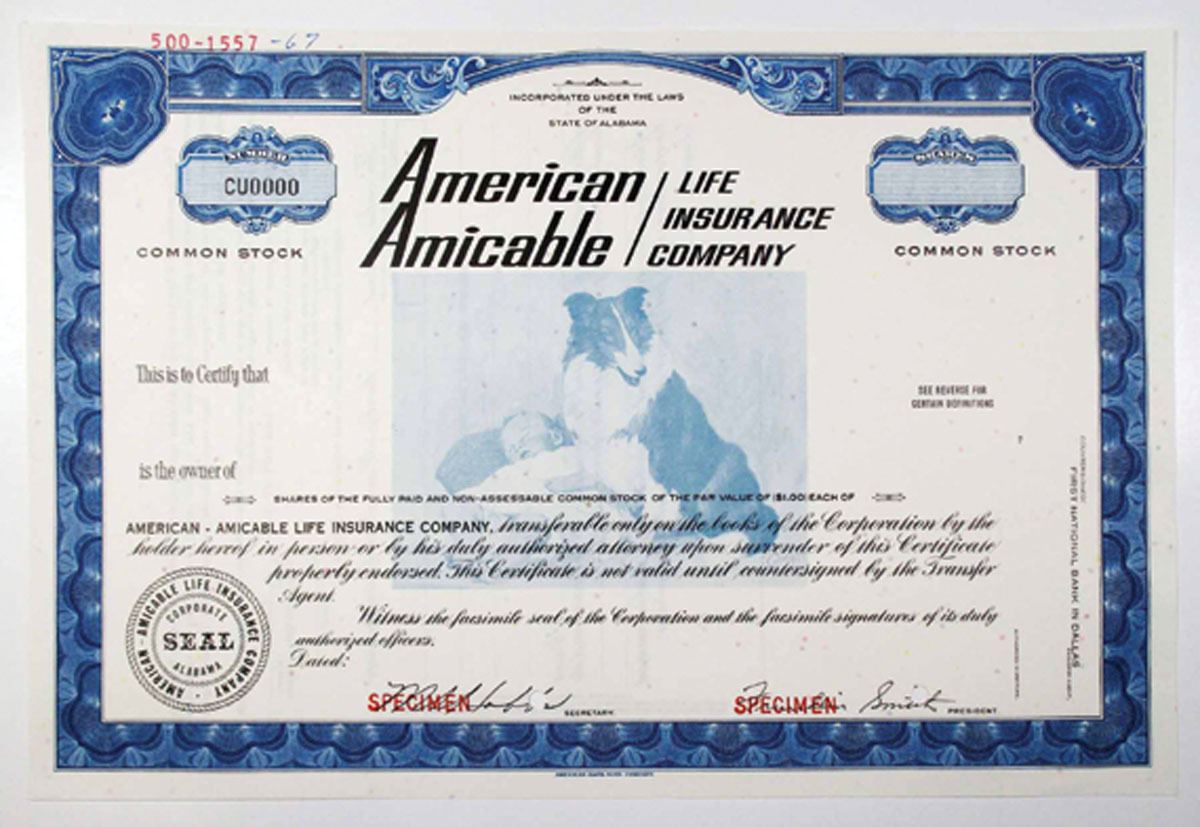 500-1557 -67
INCORPORATED UNDER THE LAWS
OF THE
STATE OF ALABAMA
NUMBER
CU0000
COMMON STOCK
American
Amicable
LIFE
INSURANCE
COMPANY
SHARES
COMMON STOCK
This is to Certify that
SEE REVERSE FOR
CERTAIN DEFINITIONS
is the owner of
SHARES OF THE FULLY PAID AND NON-ASSESSABLE COMMON STOCK OF THE PAR VALUE OF ($1.00) EACH OF
AMERICAN - AMICABLE LIFE INSURANCE COMPANY, transferable only on the books of the Corporation by the
holder hereof in person or by his duly authorized attorney upon surrender of this Certificate
properly endorsed. This Certificate is not valid until countersigned by the Transfer
Agent.
Witness the facsimile seal of the Corporation and the facsimile signatures of its duly
authorized officers.
Dated:
AMERICAN - AMICABLE LIFE INSURANCE COMPANY
CORPORATE
SEAL
ALABAMA
SPECIMEN
SECRETARY.
SPECIMEN
PRESIDENT.
COUNTERSIGNED:
FIRST NATIONAL BANK IN DALLAS
AMERICAN BANK NOTE COMPANY.